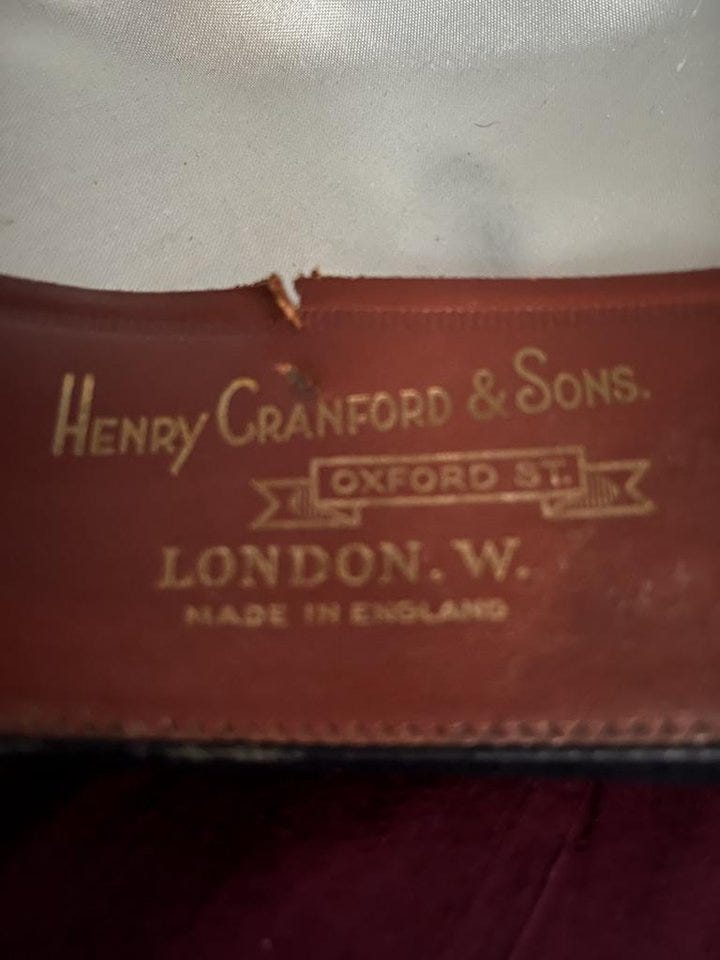 HENRY CRANFORD & SONS.
OXFORD ST.
LONDON. W.
MADE IN ENGLAND